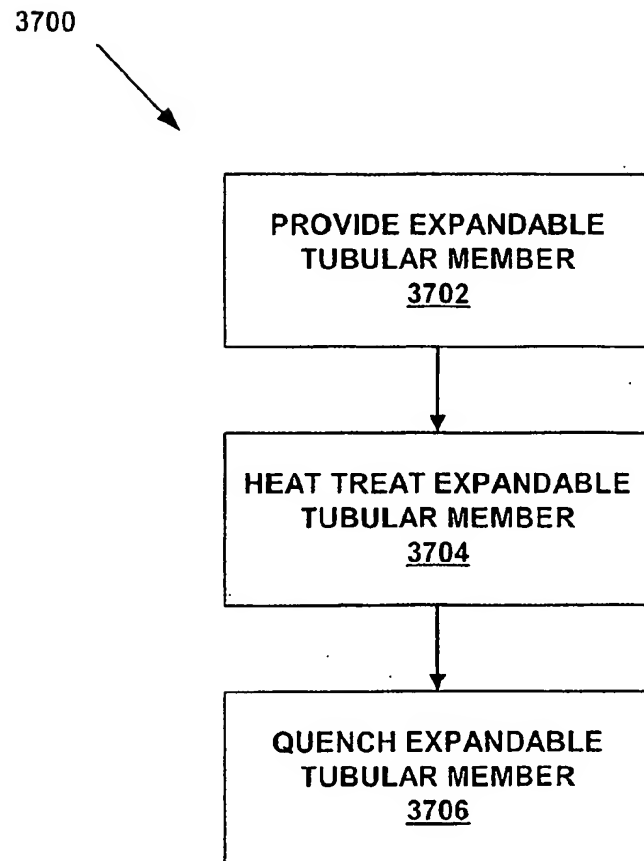 3700
PROVIDE EXPANDABLE
TUBULAR MEMBER
3702
HEAT TREAT EXPANDABLE
TUBULAR MEMBER
3704
QUENCH EXPANDABLE
TUBULAR MEMBER
3706